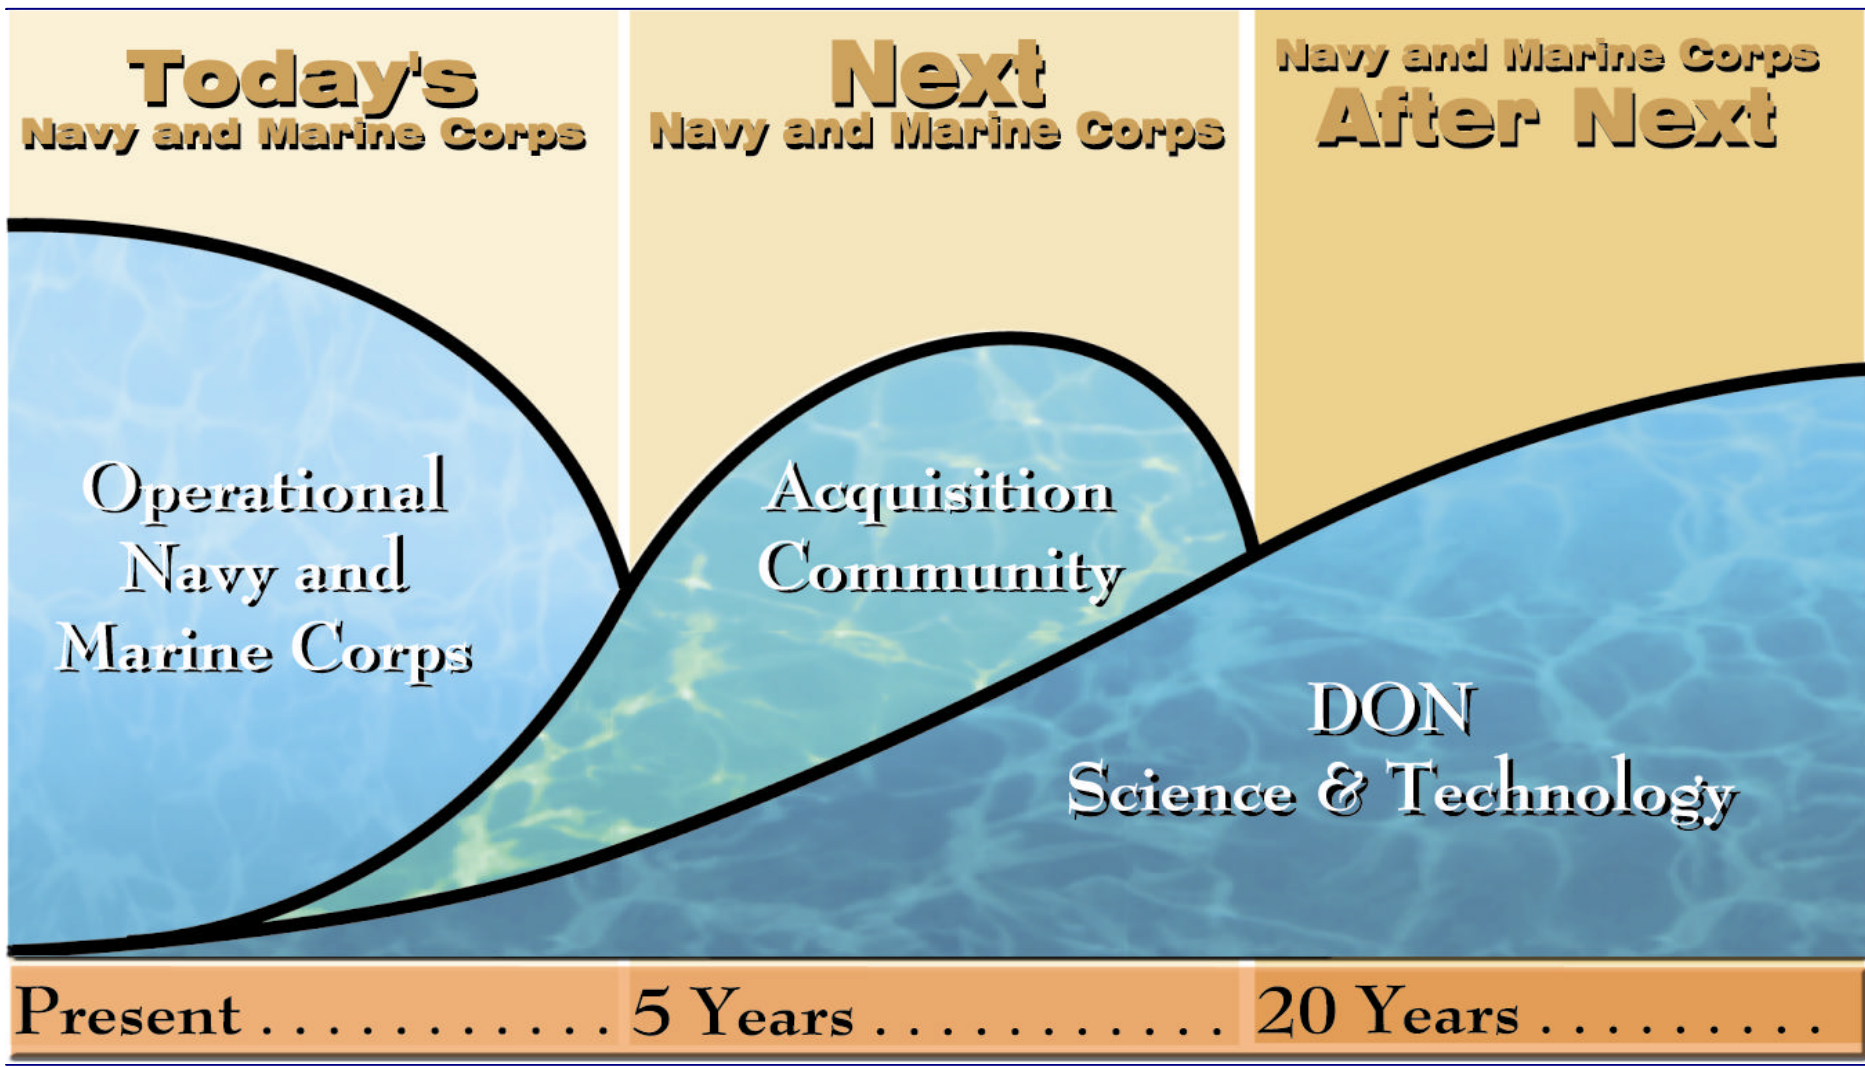 Today's
Navy and Marine Corps
Next
Navy and Marine Corps
Navy and Marine Corps
After Next
Operational
Navy and
Marine Corps
Acquisition
Community
DON
Science & Technology
Present . . . . . . . . . . . .
5 Years . . . . . . . . . . . .
20 Years . . . . . . . . .